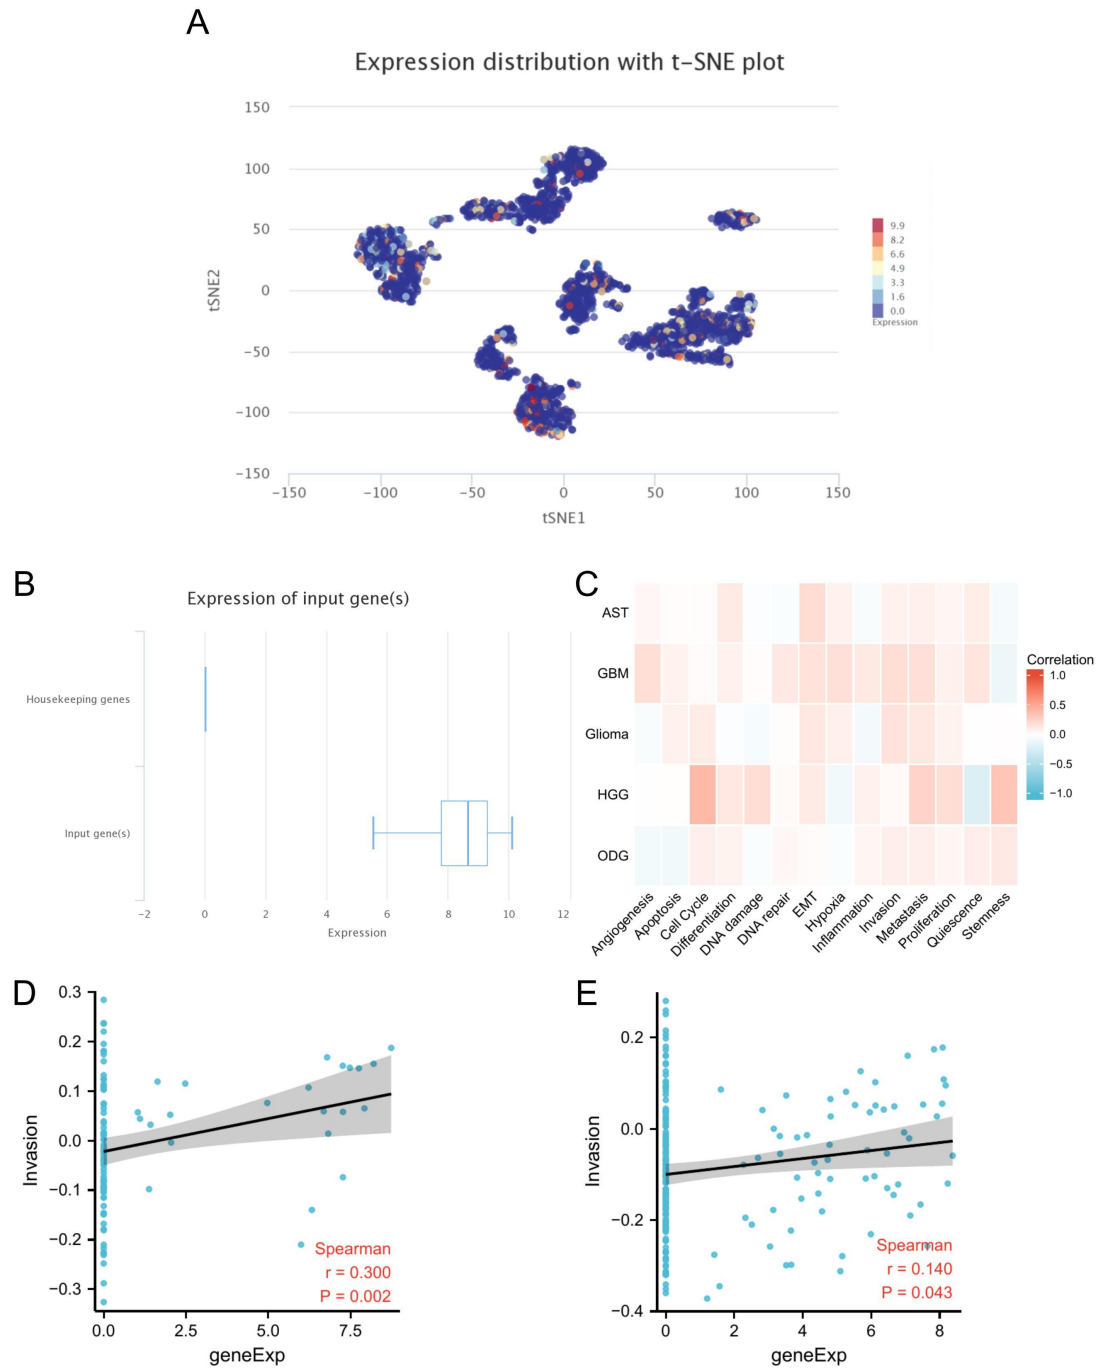 A
Expression distribution with t-SNE plot
150
100
50
0
−50
−100
−150
tSNE2
−150
−100
−50
0
50
100
150
tSNE1
9.9
8.2
6.6
4.9
3.3
1.6
0.0
Expression
B
Expression of input gene(s)
Housekeeping genes
Input gene(s)
−2
0
2
4
6
8
10
12
Expression
C
AST
GBM
Glioma
HGG
ODG
Angiogenesis
Apoptosis
Cell Cycle
Differentiation
DNA damage
DNA repair
EMT
Hypoxia
Inflammation
Invasion
Metastasis
Proliferation
Quiescence
Stemness
Correlation
1.0
0.5
0.0
−0.5
−1.0
D
0.3
0.2
0.1
0.0
−0.1
−0.2
−0.3
Invasion
Spearman
r = 0.300
P = 0.002
0.0
2.5
5.0
7.5
geneExp
E
0.2
0.0
−0.2
−0.4
Invasion
Spearman
r = 0.140
P = 0.043
0
2
4
6
8
geneExp